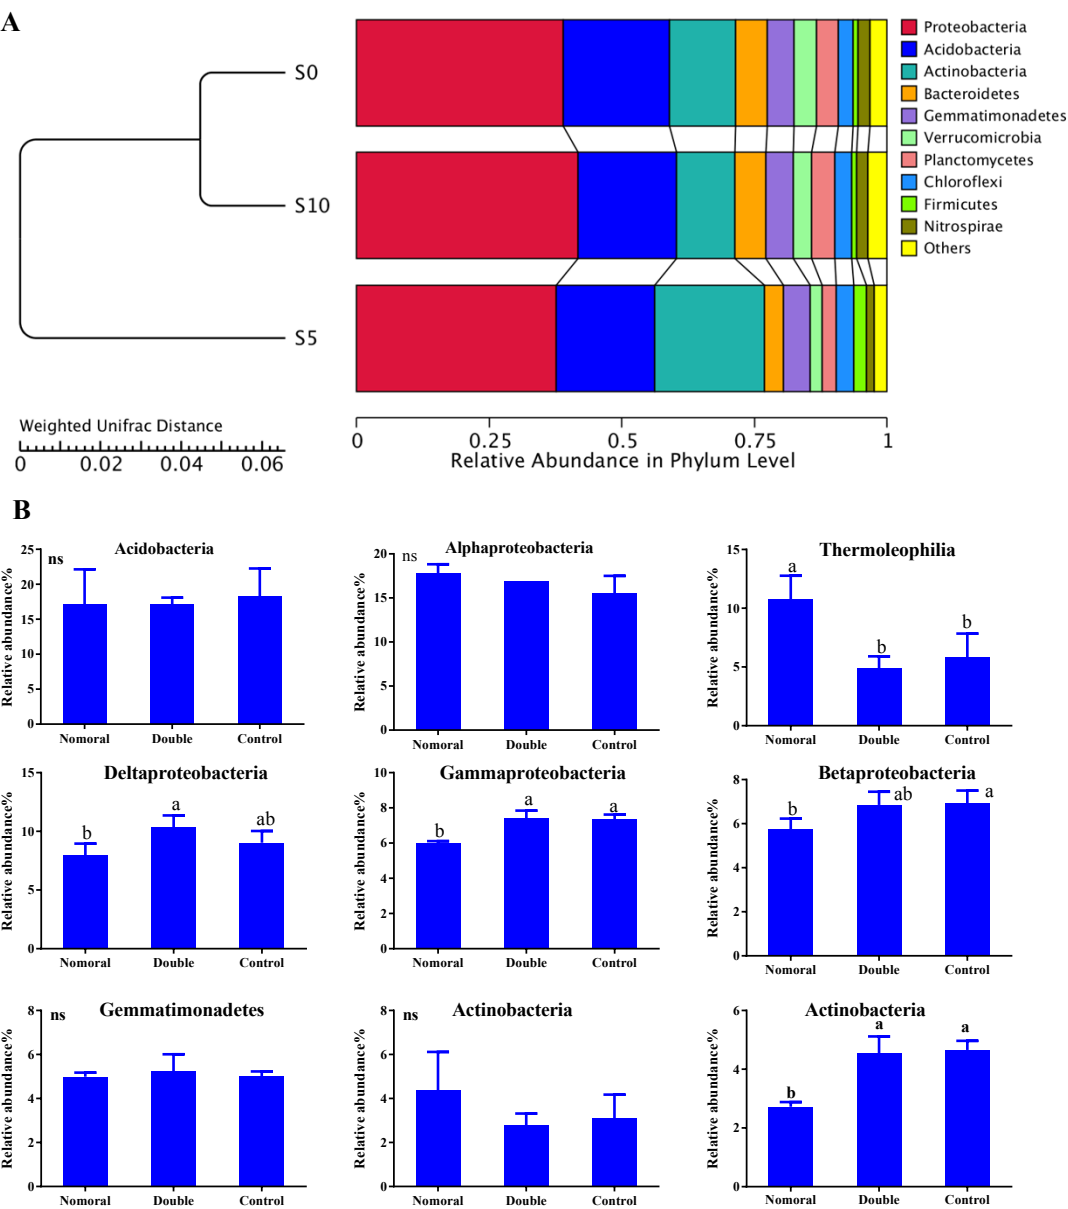 A
S0
S10
S5
Proteobacteria
Acidobacteria
Actinobacteria
Bacteroidetes
Gemmatimonadetes
Verrucomicrobia
Planctomycetes
Chloroflexi
Firmicutes
Nitrospirae
Others
Weighted Unifrac Distance
0 0.02 0.04 0.06
0 0.25 0.5 0.75 1
Relative Abundance in Phylum Level
B
Acidobacteria
ns
Relative abundance%
25
20
15
10
5
0
Nomoral Double Control
Alphaproteobacteria
ns
Relative abundance%
20
15
10
5
0
Nomoral Double Control
Thermoleophilia
Relative abundance%
15
10
5
0
a b b
Nomoral Double Control
Deltaproteobacteria
Relative abundance%
15
10
5
0
b a ab
Nomoral Double Control
Gammaproteobacteria
Relative abundance%
10
8
6
4
2
0
b a a
Nomoral Double Control
Betaproteobacteria
Relative abundance%
8
6
4
2
0
b ab a
Nomoral Double Control
Gemmatimonadetes
ns
Relative abundance%
8
6
4
2
0
Nomoral Double Control
Actinobacteria
ns
Relative abundance%
8
6
4
2
0
Nomoral Double Control
Actinobacteria
Relative abundance%
6
4
2
0
b a a
Nomoral Double Control